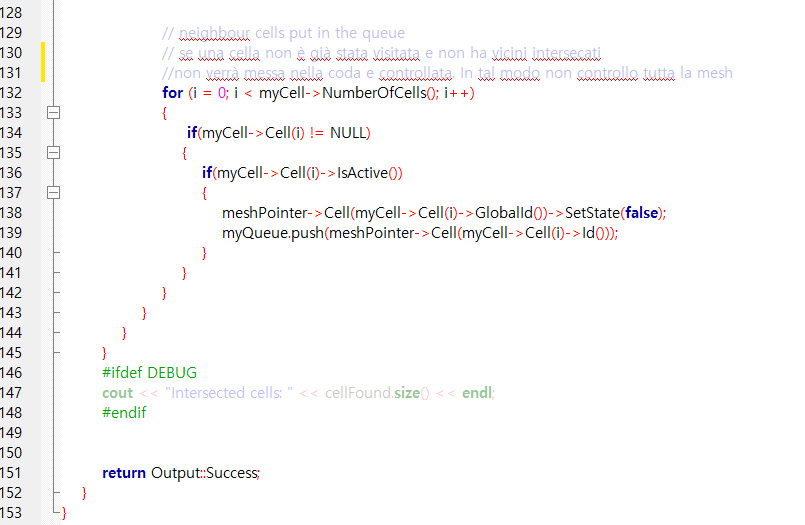 128
129 // neighbour cells put in the queue
130 // se una cella non è già stata visitata e non ha vicini intersecati
131 //non verrà messa nella coda e controllata. In tal modo non controllo tutta la mesh
132 for (i = 0; i < myCell->NumberOfCells(); i++)
133 {
134 if(myCell->Cell(i) != NULL)
135 {
136 if(myCell->Cell(i)->IsActive())
137 {
138 meshPointer->Cell(myCell->Cell(i)->GlobalId())->SetState(false);
139 myQueue.push(meshPointer->Cell(myCell->Cell(i)->Id()));
140 }
141 }
142 }
143 }
144 }
145 }
146 #ifdef DEBUG
147 cout << "Intersected cells: " << cellFound.size() << endl;
148 #endif
149
150
151 return Output::Success;
152 }
153 }